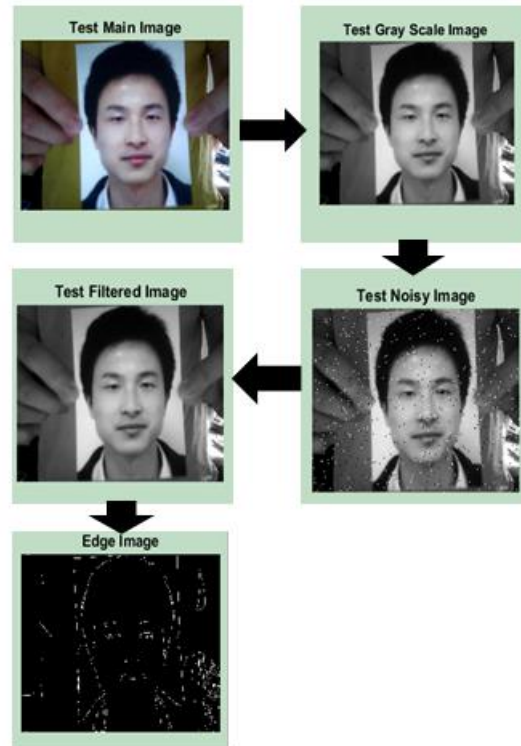 Test Main Image
Test Gray Scale Image
Test Filtered Image
Test Noisy Image
Edge Image